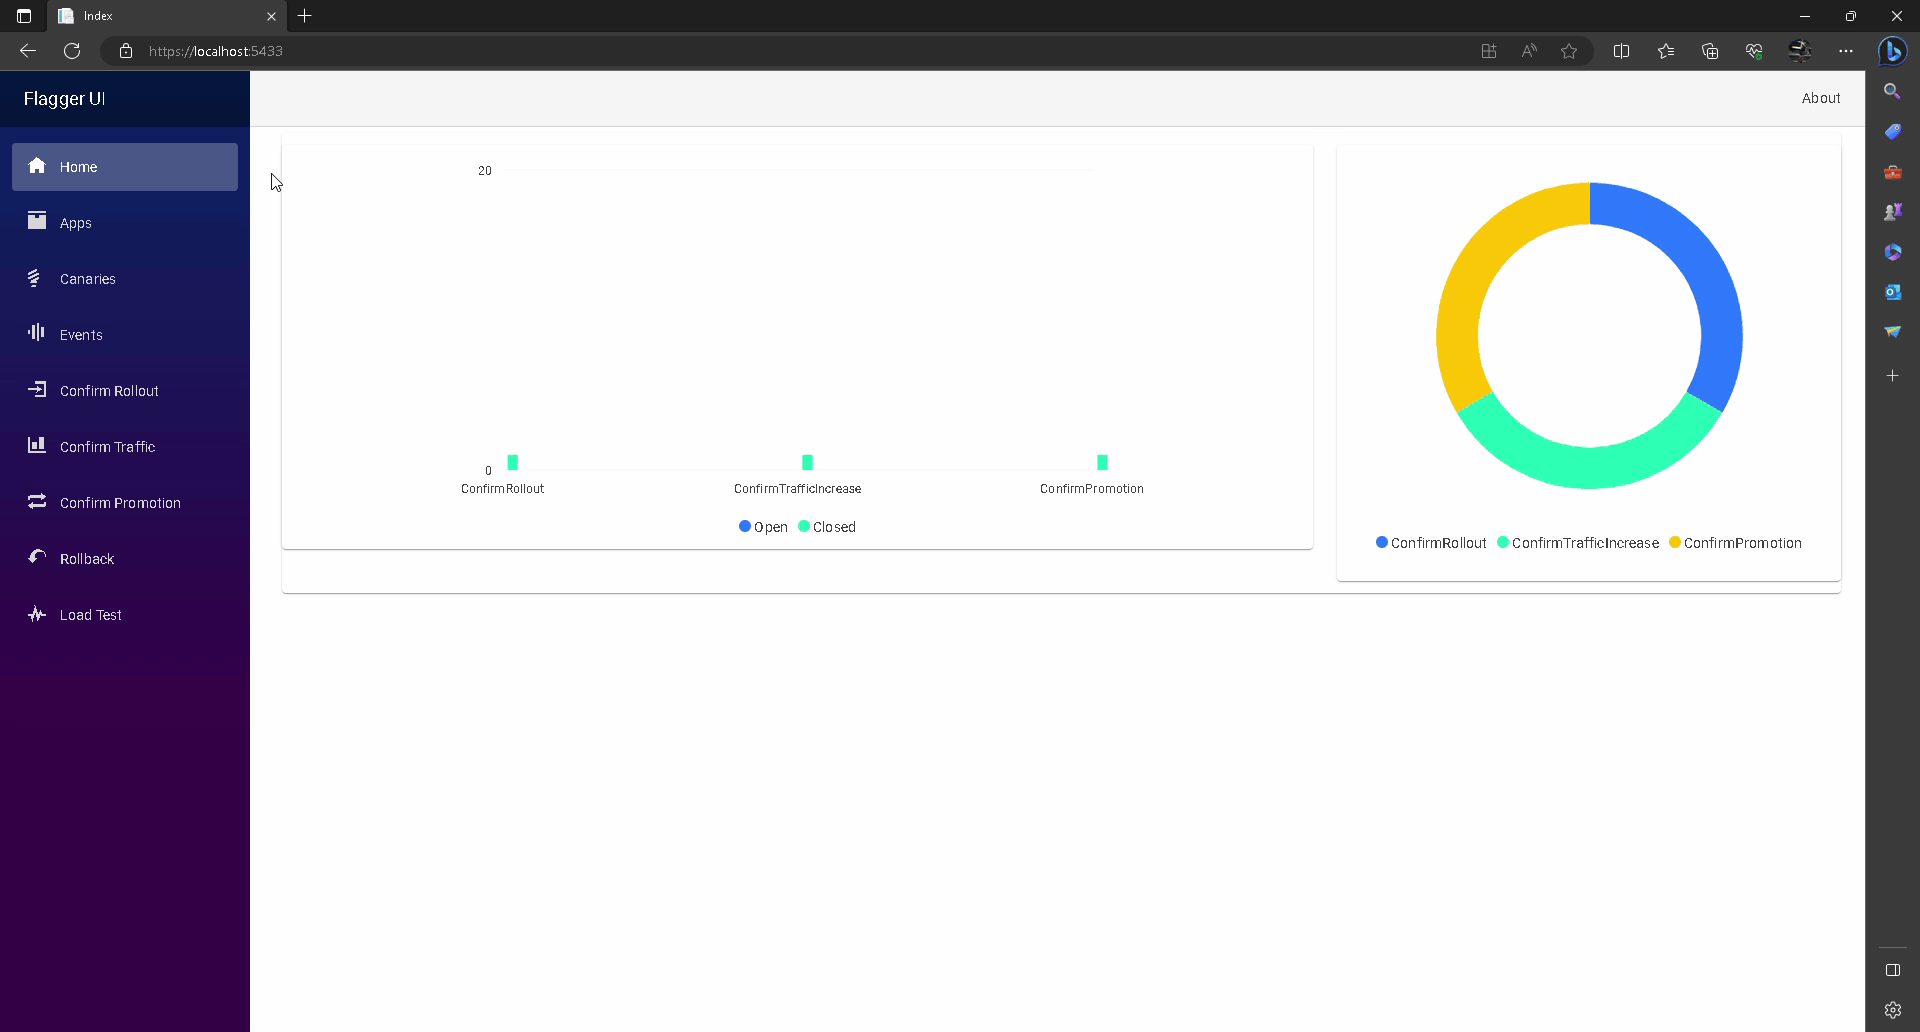 Index
https://localhost:5433
Flagger UI
About
Home
Apps
Canaries
Events
Confirm Rollout
Confirm Traffic
Confirm Promotion
Rollback
Load Test
20
0
ConfirmRollout
ConfirmTrafficIncrease
ConfirmPromotion
Open
Closed
ConfirmRollout
ConfirmTrafficIncrease
ConfirmPromotion